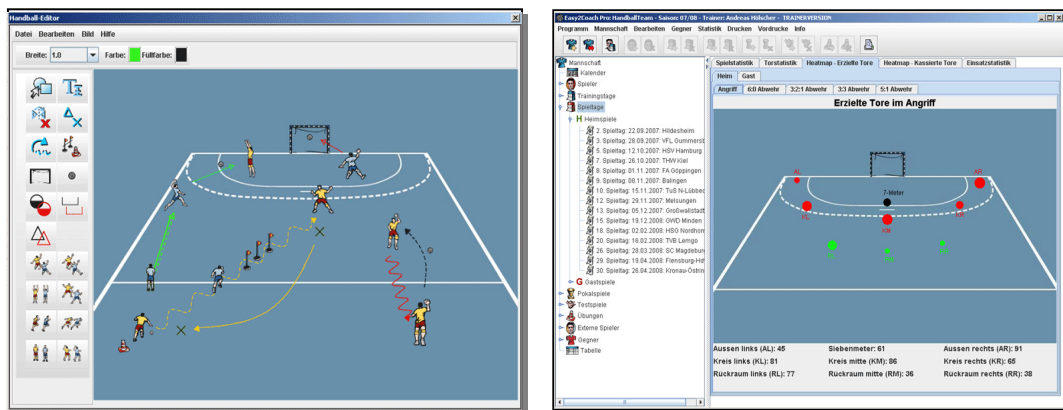 Handball-Editor
Datei Bearbeiten Bild Hilfe
Breite: 1.0 Farbe: Füllfarbe:
Easy2Coach Pro: HandballTeam - Saison: 07/08 - Trainer: Andreas Hölscher - TRAINERVERSION
Programm Mannschaft Bearbeiten Gegner Statistik Drucken Vordrucke Info
Mannschaft
Kalender
Spieler
Trainingstage
Spieltage
H Heimspiele
2. Spieltag: 22.09.2007: Hildesheim
3. Spieltag: 26.09.2007: VFL Gummerst
5. Spieltag: 12.10.2007: HSV Hamburg
7. Spieltag: 26.10.2007: THW Kiel
8. Spieltag: 01.11.2007: FA Göppingen
9. Spieltag: 08.11.2007: Balingen
10. Spieltag: 15.11.2007: TuS N-Lübbec
12. Spieltag: 29.11.2007: Melsungen
13. Spieltag: 05.12.2007: Großwallstadt
15. Spieltag: 19.12.2009: GWD Minden
18. Spieltag: 02.02.2008: HSG Nordhorn
20. Spieltag: 16.02.2008: TVB Lemgo
26. Spieltag: 28.03.2008: SC Magdebur
29. Spieltag: 19.04.2008: Flensburg-Hd
30. Spieltag: 26.04.2008: Kronau-Östrin
G Gastspiele
Pokalspiele
Testspiele
Übungen
Externe Spieler
Gegner
Tabelle
Spielstatistik Torstatistik Heatmap - Erzielte Tore Heatmap - Kassierte Tore Einsatzstatistik
Heim Gast
Angriff 6:0 Abwehr 3:2:1 Abwehr 3:3 Abwehr 5:1 Abwehr
Erzielte Tore im Angriff
AL AR
7-Meter
KL KR
KM
Aussen links (AL): 45 Siebenmeter: 61 Aussen rechts (AR): 91
Kreis links (KL): 81 Kreis mitte (KM): 86 Kreis rechts (KR): 65
Rückraum links (RL): 77 Rückraum mitte (RM): 36 Rückraum rechts (RR): 38